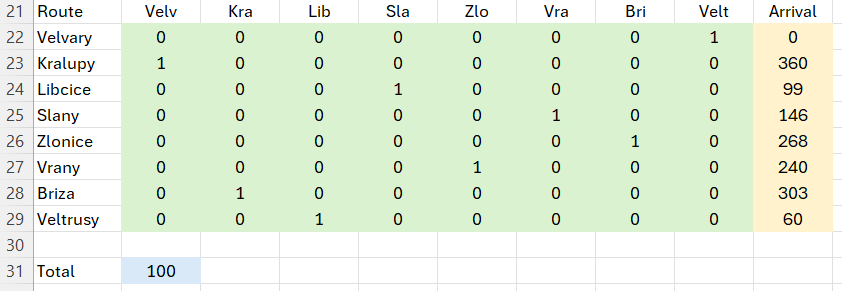 21 Route Velv Kra Lib Sla Zlo Vra Bri Velt Arrival
22 Velvary 0 0 0 0 0 0 0 1 0
23 Kralupy 1 0 0 0 0 0 0 0 360
24 Libcice 0 0 0 1 0 0 0 0 99
25 Slany 0 0 0 0 0 1 0 0 146
26 Zlonice 0 0 0 0 0 0 1 0 268
27 Vrany 0 0 0 0 1 0 0 0 240
28 Briza 0 1 0 0 0 0 0 0 303
29 Veltrusy 0 0 1 0 0 0 0 0 60
30
31 Total 100